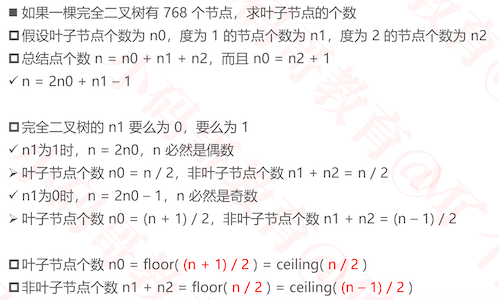 ■ 如果一棵完全二叉树有 768 个节点，求叶子节点的个数
❑ 假设叶子节点个数为 n0，度为 1 的节点个数为 n1，度为 2 的节点个数为 n2
❑ 总结点个数 n = n0 + n1 + n2，而且 n0 = n2 + 1
✓ n = 2n0 + n1 – 1
❑ 完全二叉树的 n1 要么为 0，要么为 1
✓ n1为1时，n = 2n0，n 必然是偶数
➢ 叶子节点个数 n0 = n / 2，非叶子节点个数 n1 + n2 = n / 2
✓ n1为0时，n = 2n0 – 1，n 必然是奇数
➢ 叶子节点个数 n0 = (n + 1) / 2，非叶子节点个数 n1 + n2 = (n – 1) / 2
❑ 叶子节点个数 n0 = floor( (n + 1) / 2 ) = ceiling( n / 2 )
❑ 非叶子节点个数 n1 + n2 = floor( n / 2 ) = ceiling( (n – 1) / 2 )